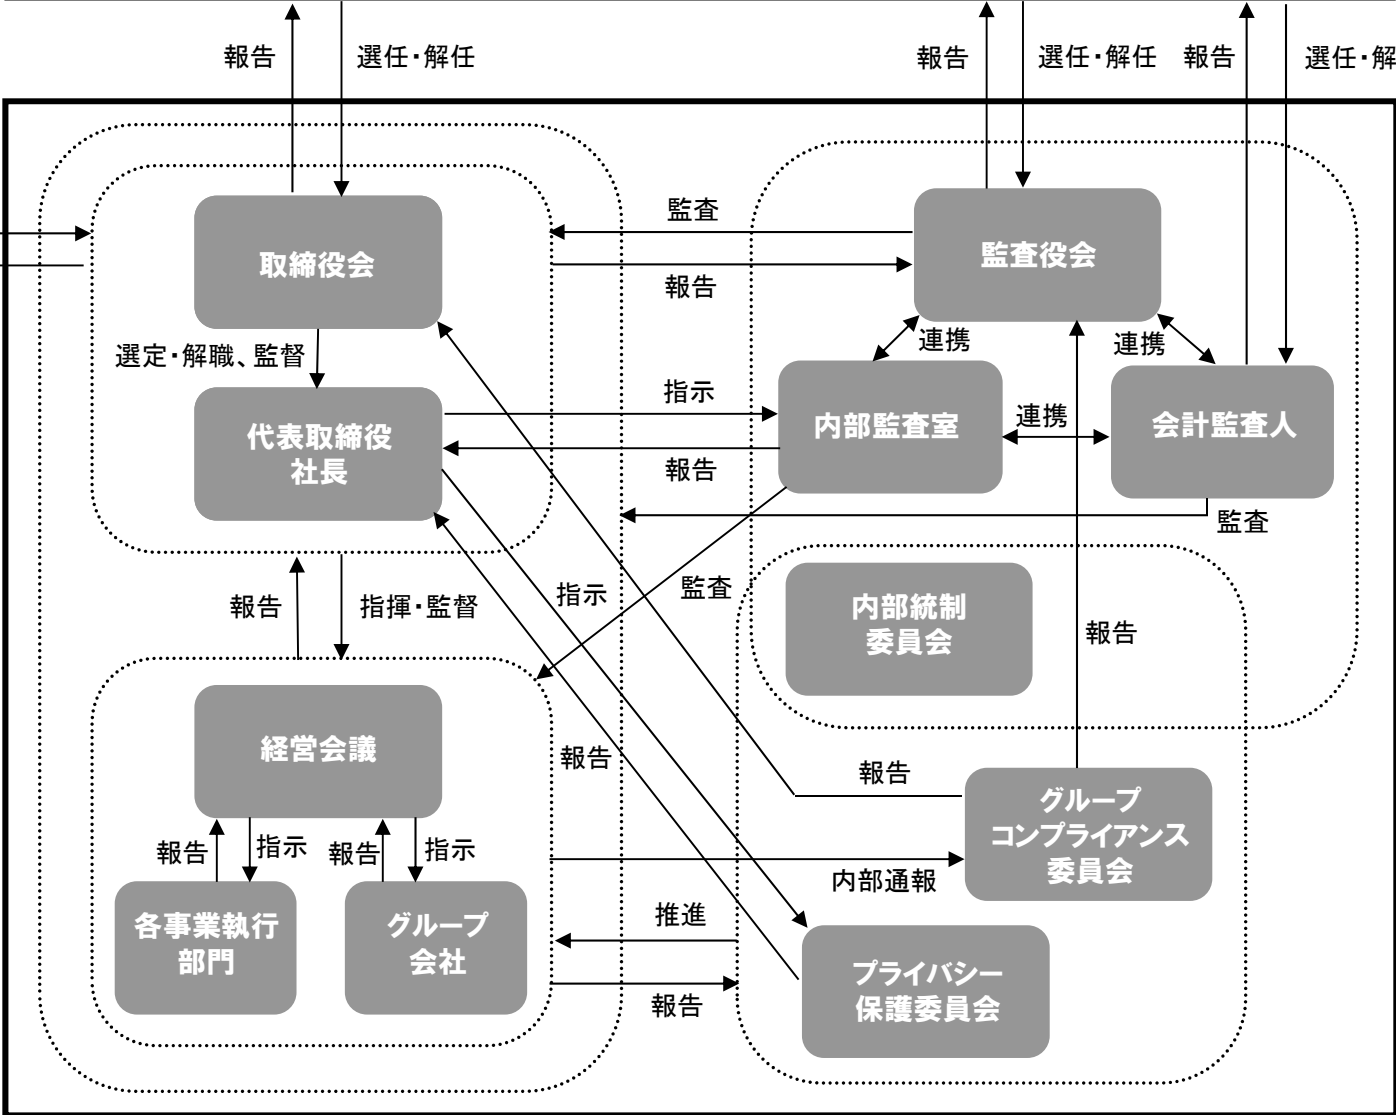 報告
選任・解任
報告
選任・解任
報告
選任・解
監査
取締役会
監査役会
報告
連携
連携
選定・解職、監督
指示
代表取締役
社長
内部監査室
連携
会計監査人
報告
監査
報告
指揮・監督
指示
監査
内部統制
委員会
報告
経営会議
報告
報告
グループ
コンプライアンス
委員会
報告
指示
報告
指示
内部通報
各事業執行
部門
グループ
会社
推進
プライバシー
保護委員会
報告